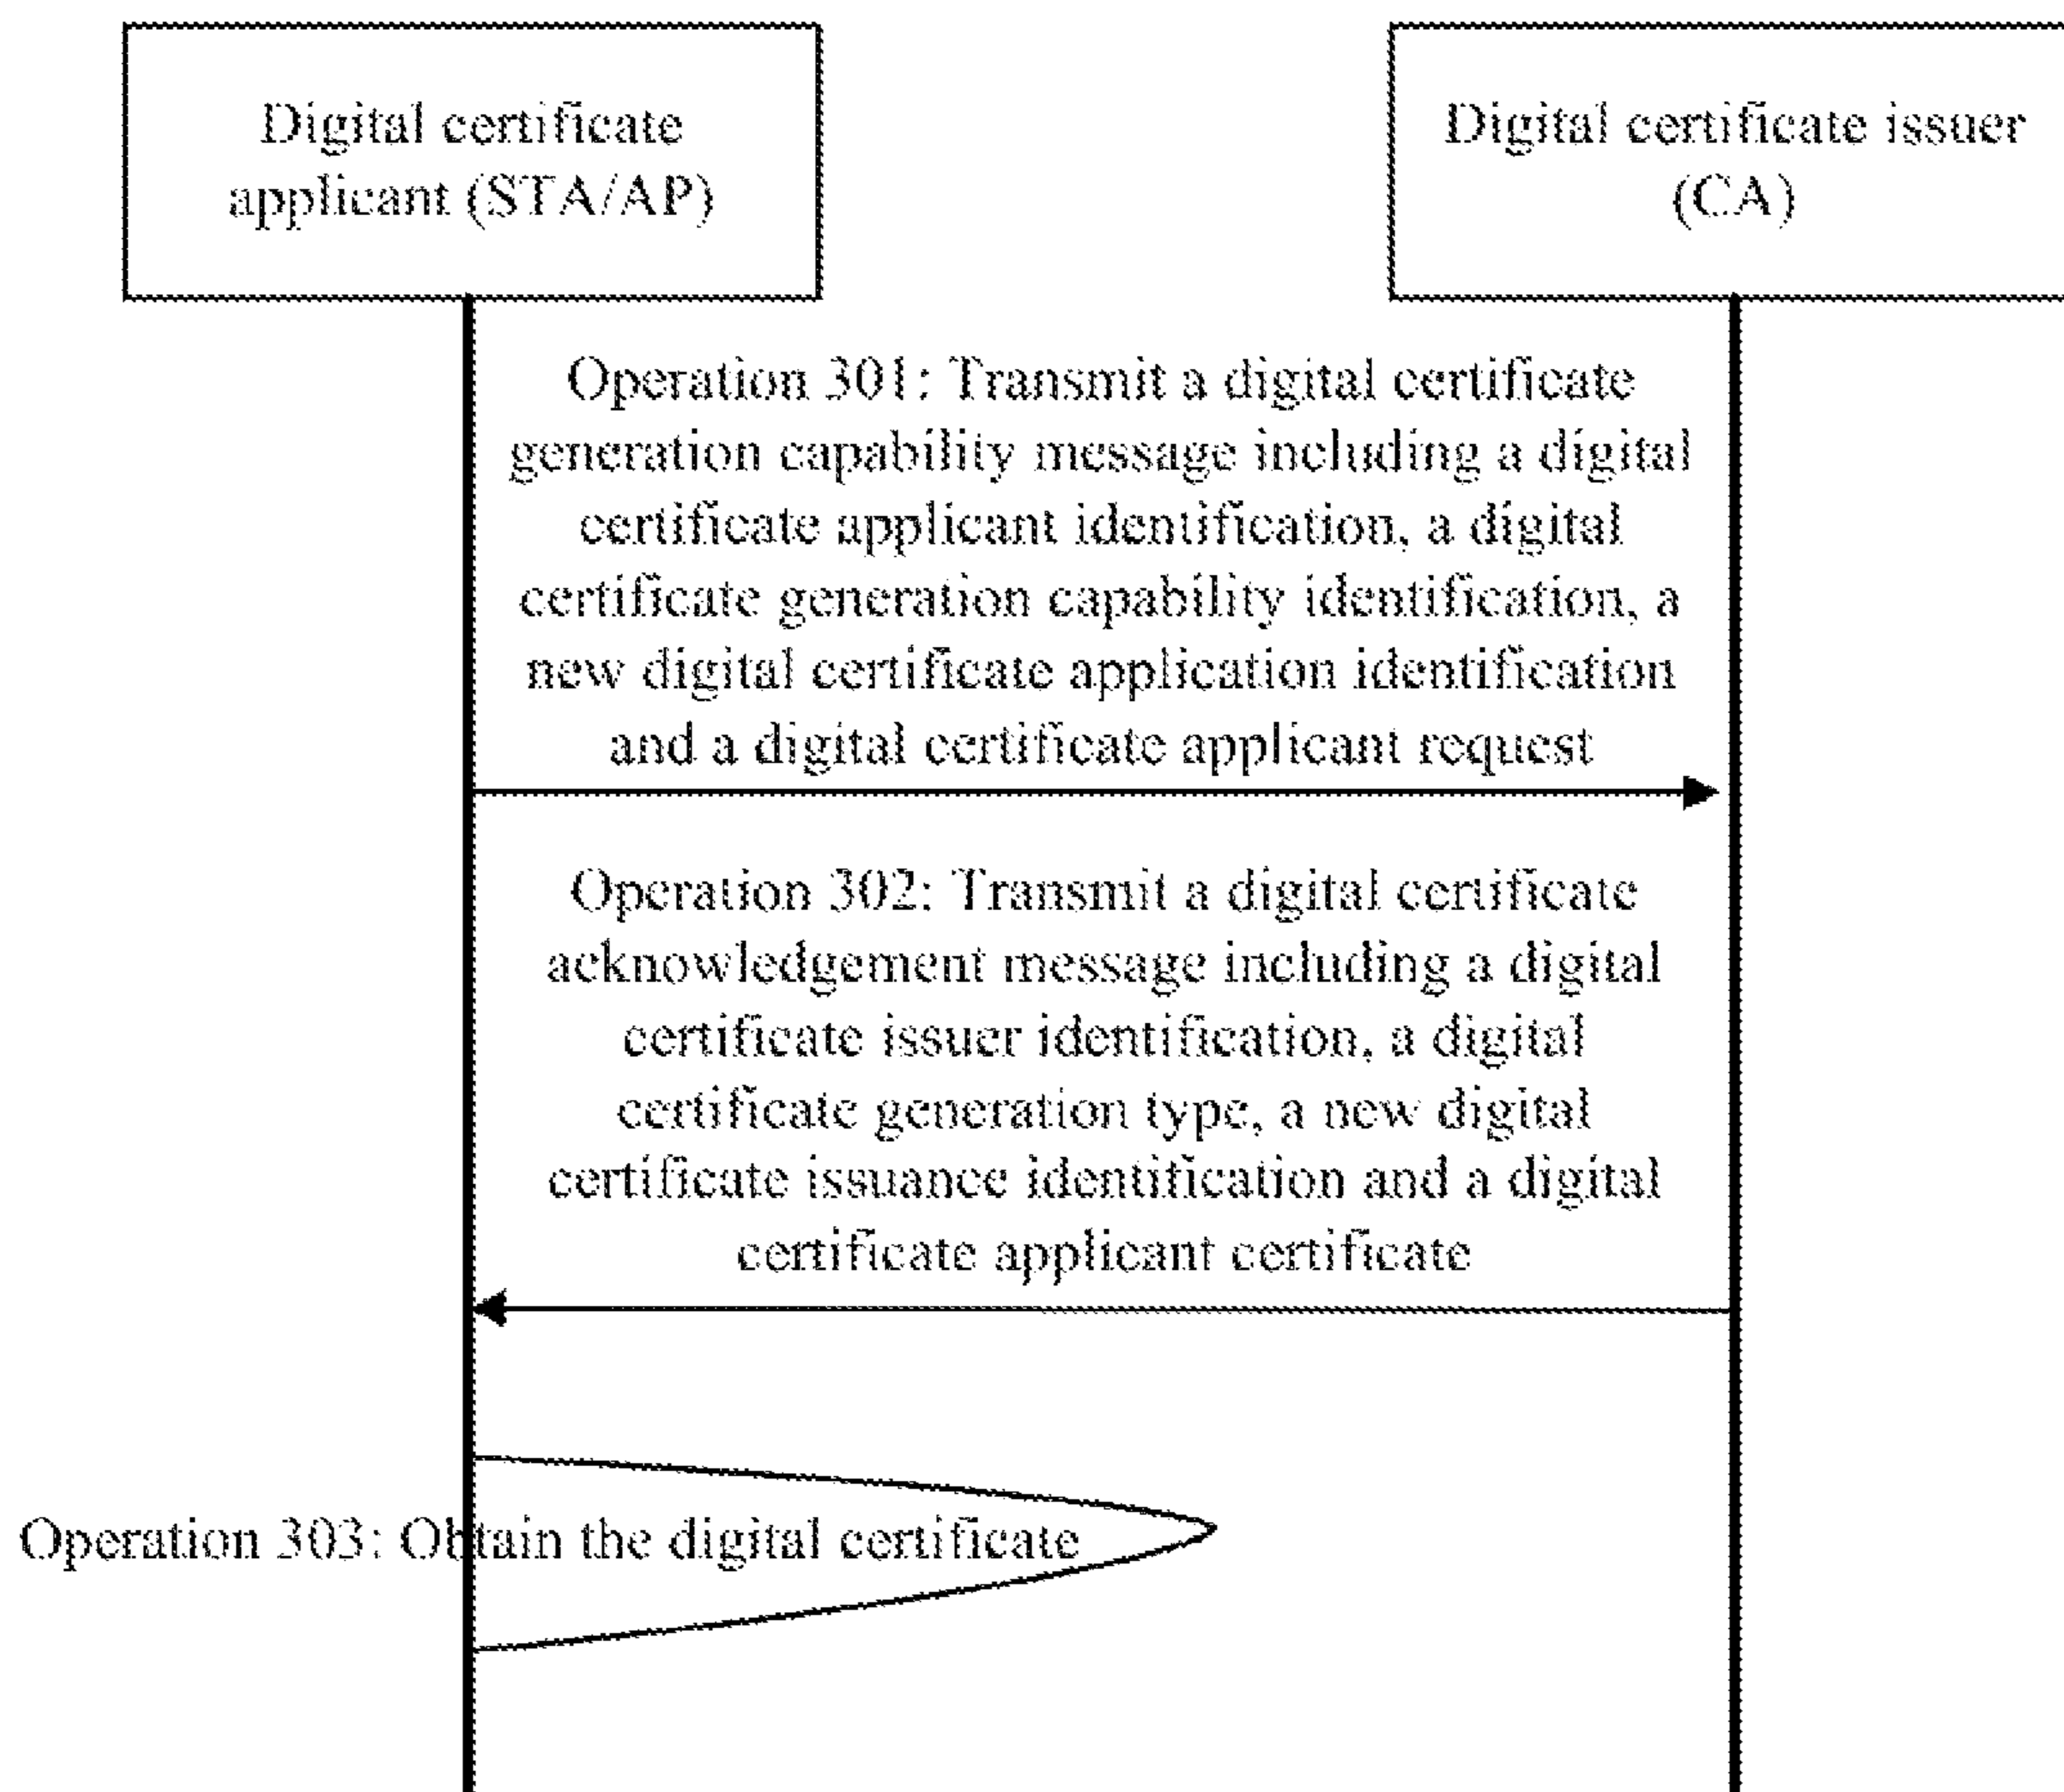 Digital certificate
applicant (STA/AP)
Digital certificate issuer
(CA)
Operation 301: Transmit a digital certificate
generation capability message including a digital
certificate applicant identification, a digital
certificate generation capability identification, a
new digital certificate application identification
and a digital certificate applicant request
Operation 302: Transmit a digital certificate
acknowledgement message including a digital
certificate issuer identification, a digital
certificate generation type, a new digital
certificate issuance identification and a digital
certificate applicant certificate
Operation 303: Obtain the digital certificate